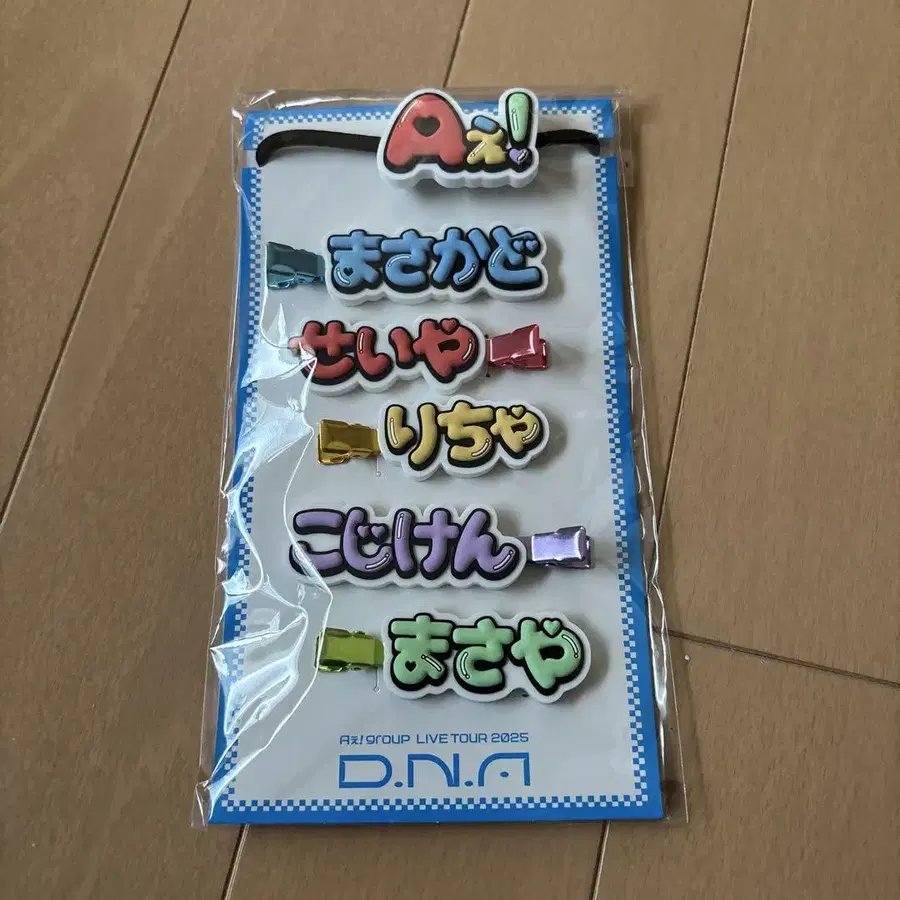 Aぇ!
まさかど
せいや
りちゃ
こじけん
まさや
Aぇ! group LIVE TOUR 2025
D.N.A